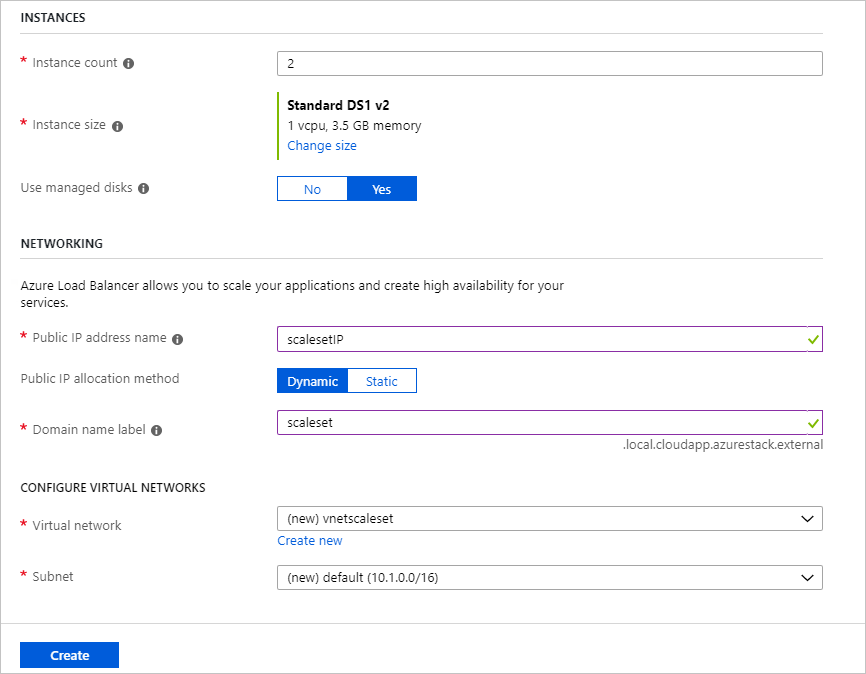 INSTANCES
* Instance count
2
* Instance size
Standard DS1 v2
1 vcpu, 3.5 GB memory
Change size
Use managed disks
No Yes
NETWORKING
Azure Load Balancer allows you to scale your applications and create high availability for your
services.
* Public IP address name
scalesetIP
Public IP allocation method
Dynamic Static
* Domain name label
scaleset
.local.cloudapp.azurestack.external
CONFIGURE VIRTUAL NETWORKS
* Virtual network
(new) vnetscaleset
Create new
* Subnet
(new) default (10.1.0.0/16)
Create